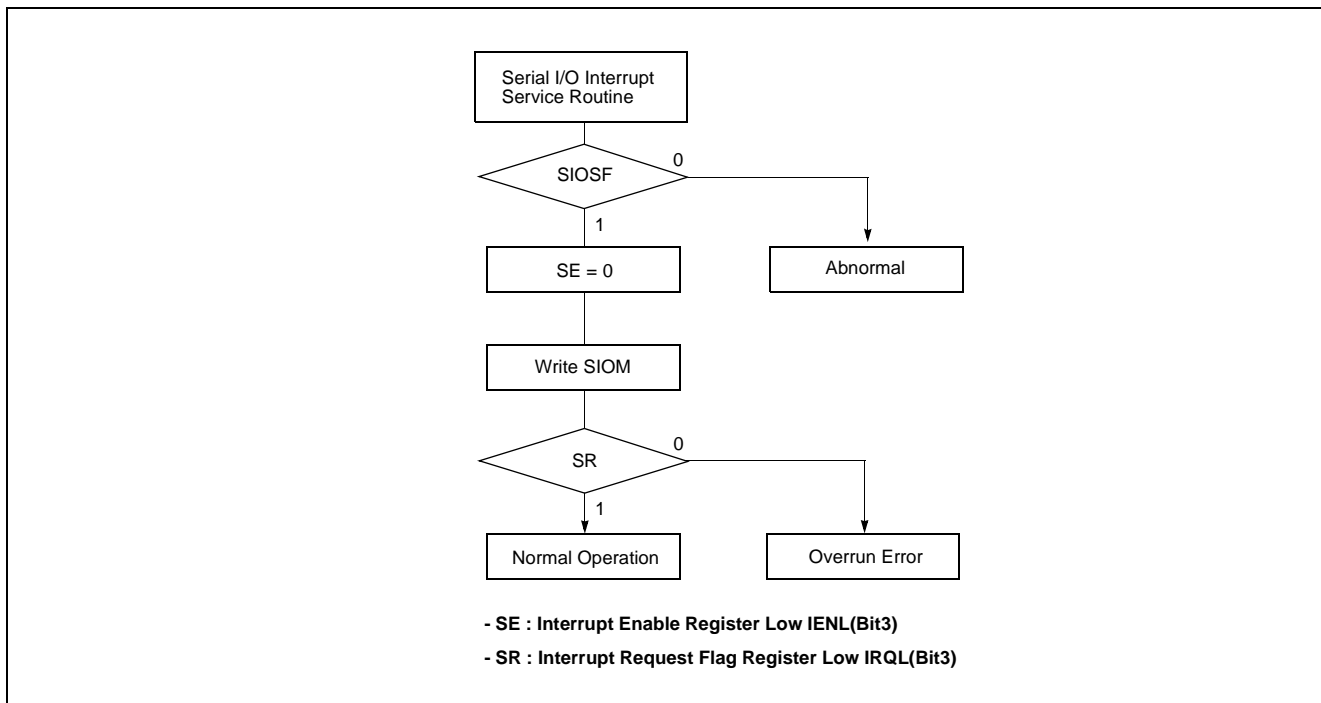 Serial I/O Interrupt
Service Routine
SIOSF
0
1
SE = 0
Abnormal
Write SIOM
SR
0
1
Normal Operation
Overrun Error
- SE : Interrupt Enable Register Low IENL(Bit3)
- SR : Interrupt Request Flag Register Low IRQL(Bit3)